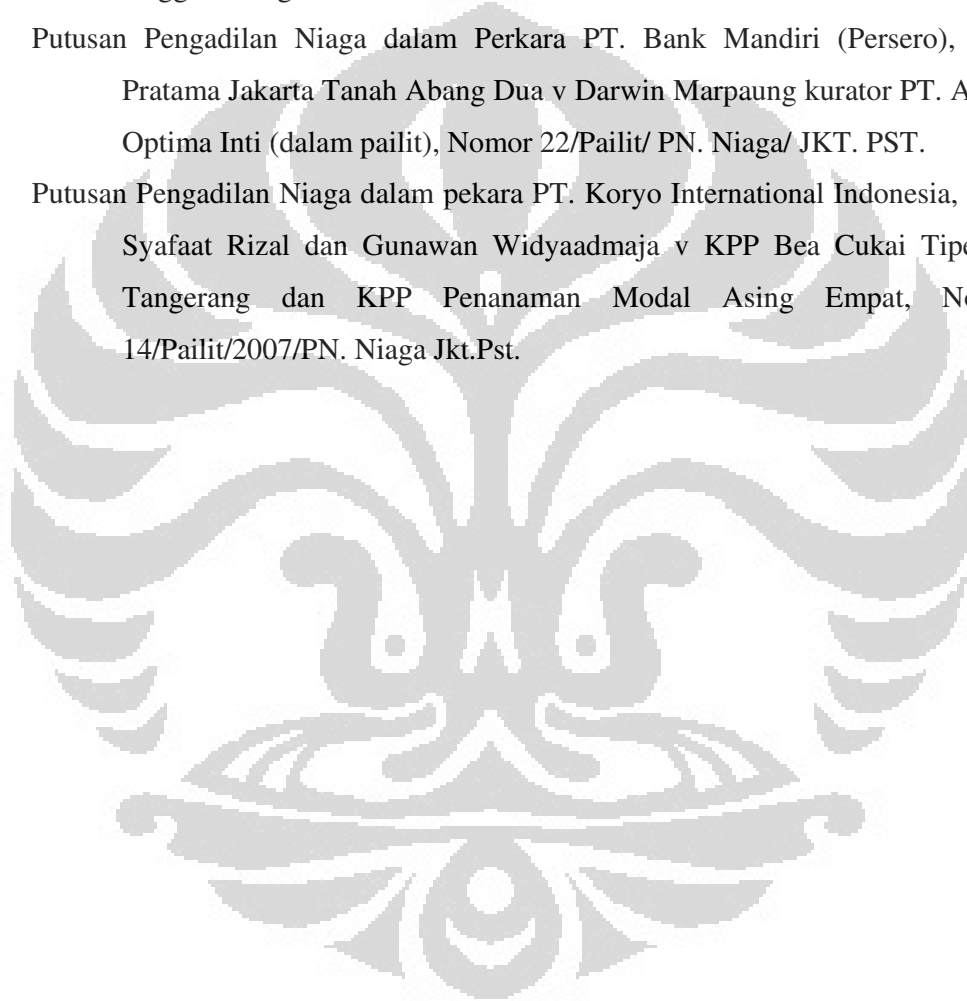 Putusan Pengadilan Niaga dalam Perkara PT. Bank Mandiri (Persero),
Pratama Jakarta Tanah Abang Dua v Darwin Marpaung kurator PT.
Optima Inti (dalam pailit), Nomor 22/Pailit/ PN. Niaga/ JKT. PST.
Putusan Pengadilan Niaga dalam pekara PT. Koryo International Indonesia,
Syafaat Rizal dan Gunawan Widyaadmaja v KPP Bea Cukai
Tangerang dan KPP Penanaman Modal Asing Empat,
14/Pailit/2007/PN. Niaga Jkt.Pst.